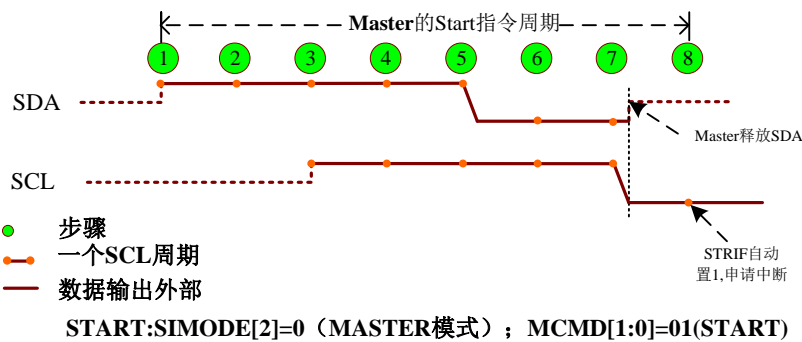 Master的Start指令周期
1 2 3 4 5 6 7 8
SDA
Master释放SDA
SCL
步骤
一个SCL周期
数据输出外部
STRIF自动
置1,申请中断
START:SIMODE[2]=0（MASTER模式）；MCMD[1:0]=01(START)